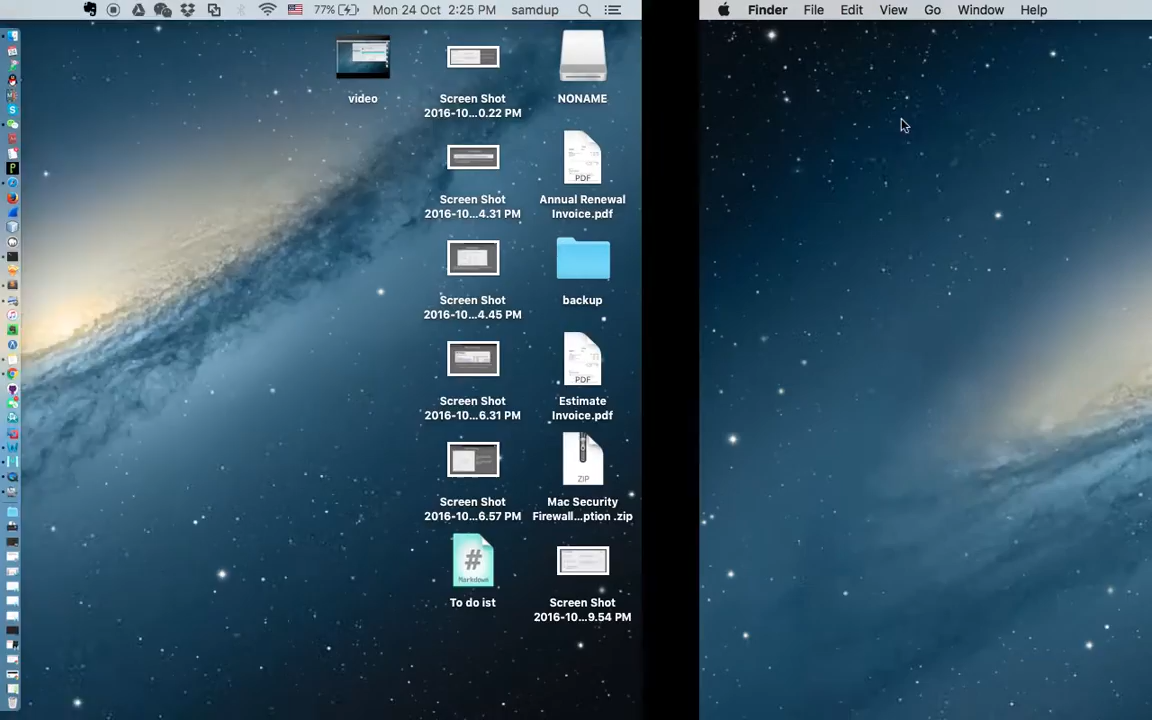 77%
Mon 24 Oct 2:25 PM
samdup
Finder File Edit View Go Window Help
video
Screen Shot
2016-10...0.22 PM
NONAME
Screen Shot
2016-10...4.31 PM
PDF
Annual Renewal
Invoice.pdf
Screen Shot
2016-10...4.45 PM
backup
Screen Shot
2016-10...6.31 PM
PDF
Estimate
Invoice.pdf
Screen Shot
2016-10...6.57 PM
ZIP
Mac Security
Firewall...ption .zip
#
Markdown
To do ist
Screen Shot
2016-10...9.54 PM